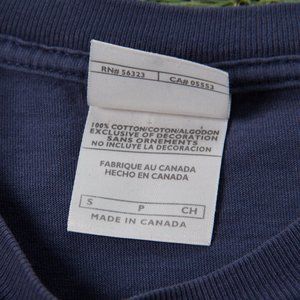 RN# 56323 CA# 05553
100% COTTON/COTON/ALGODON
EXCLUSIVE OF DECORATION
SANS ORNEMENTS
NO INCLUYE LA DECORACION
FABRIQUE AU CANADA
HECHO EN CANADA
S P CH
MADE IN CANADA